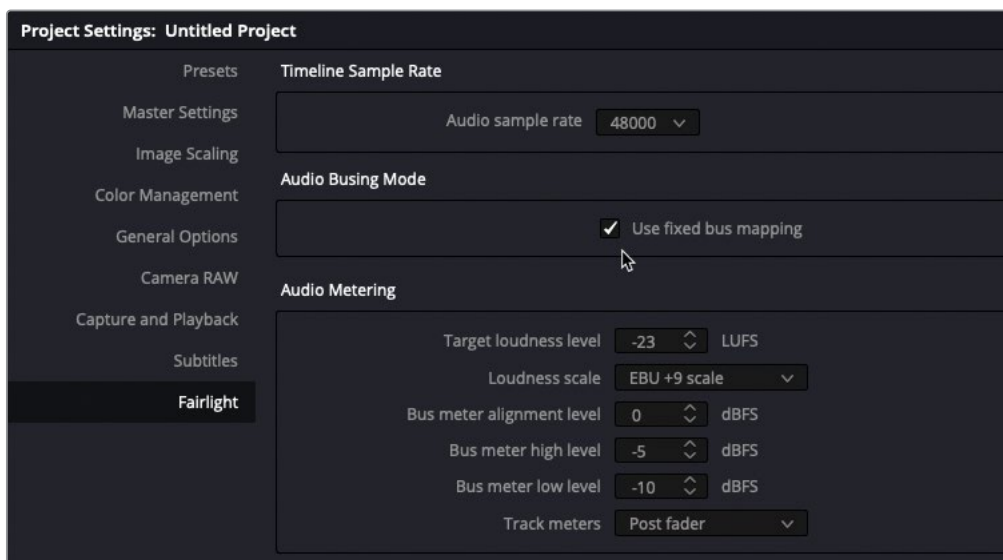 Project Settings: Untitled Project
Presets
Master Settings
Image Scaling
Color Management
General Options
Camera RAW
Capture and Playback
Subtitles
Fairlight
Timeline Sample Rate
Audio sample rate 48000
Audio Busing Mode
Use fixed bus mapping
Audio Metering
Target loudness level -23 LUFS
Loudness scale EBU +9 scale
Bus meter alignment level 0 dBFS
Bus meter high level -5 dBFS
Bus meter low level -10 dBFS
Track meters Post fader